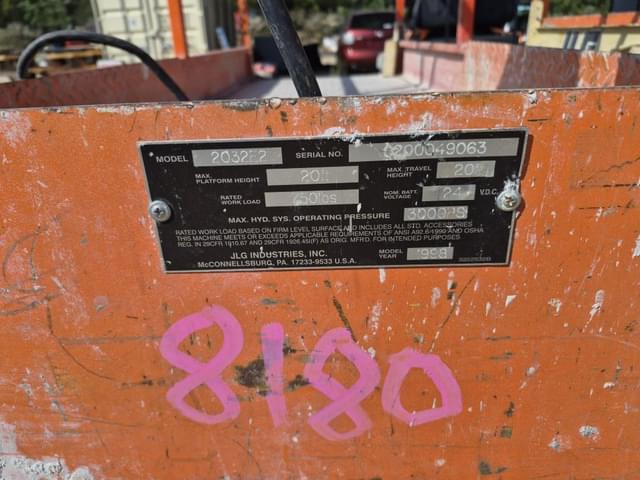 MODEL 2032E2 SERIAL NO. 0200049063
MAX. PLATFORM HEIGHT 20ft MAX. TRAVEL HEIGHT 20ft
RATED WORK LOAD 750lbs NOM. BATT. VOLTAGE 24 V.D.C.
MAX. HYD. SYS. OPERATING PRESSURE
RATED WORK LOAD BASED ON FIRM LEVEL SURFACE AND INCLUDES ALL STD. ACCESSORIES
THIS MACHINE MEETS OR EXCEEDS APPLICABLE REQUIREMENTS OF ANSI A92.6-1990 AND OSHA
REG. IN 29CFR 1910.67 AND 29CFR 1926.451(F) AS ORIG. MFRD. FOR INTENDED PURPOSES
JLG INDUSTRIES, INC. MODEL YEAR 1998
McCONNELLSBURG, PA. 17233-9533 U.S.A.
8180